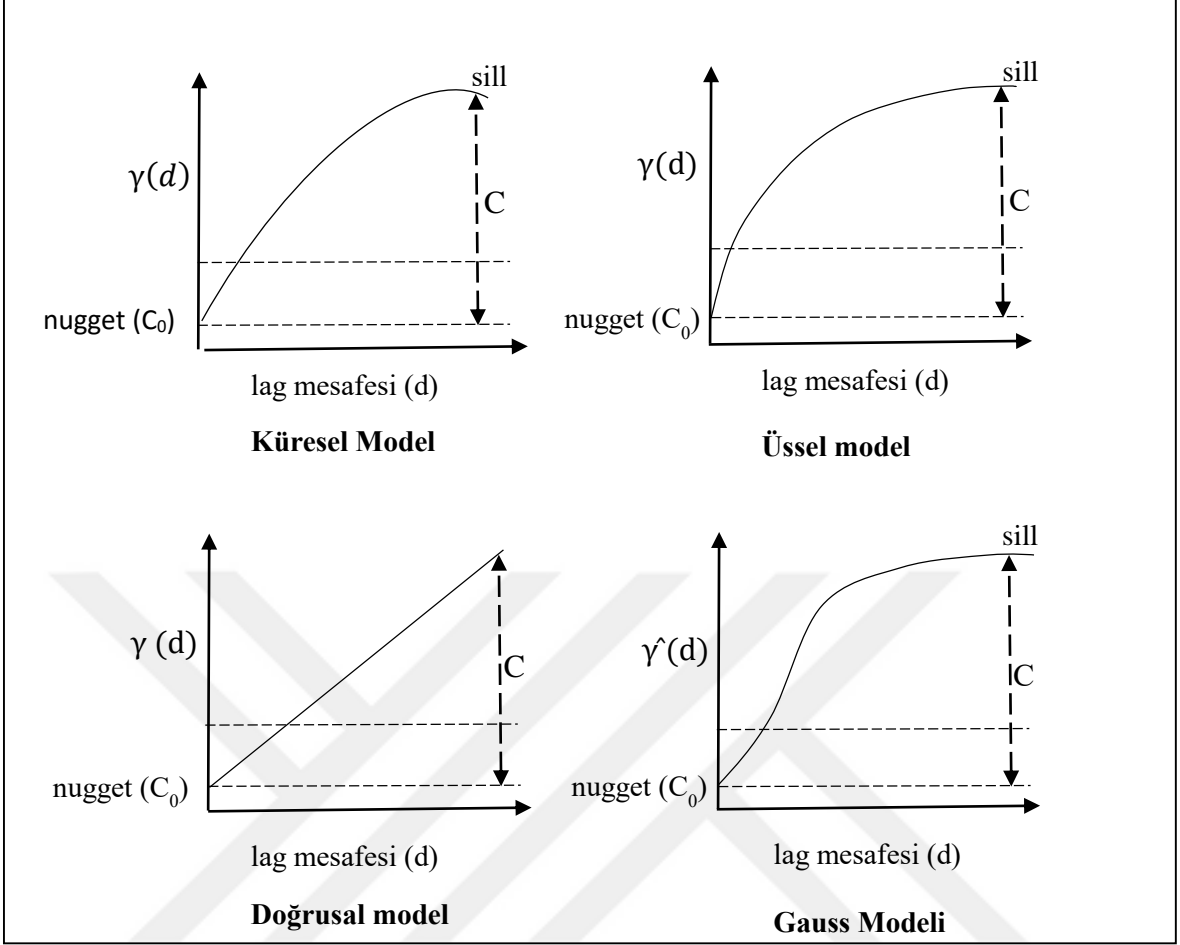 sill
γ(d)
C
nugget (C₀)
lag mesafesi (d)
Küresel Model
sill
γ(d)
C
nugget (C₀)
lag mesafesi (d)
Üssel model
γ (d)
C
nugget (C₀)
lag mesafesi (d)
Doğrusal model
sill
γˆ(d)
C
nugget (C₀)
lag mesafesi (d)
Gauss Modeli